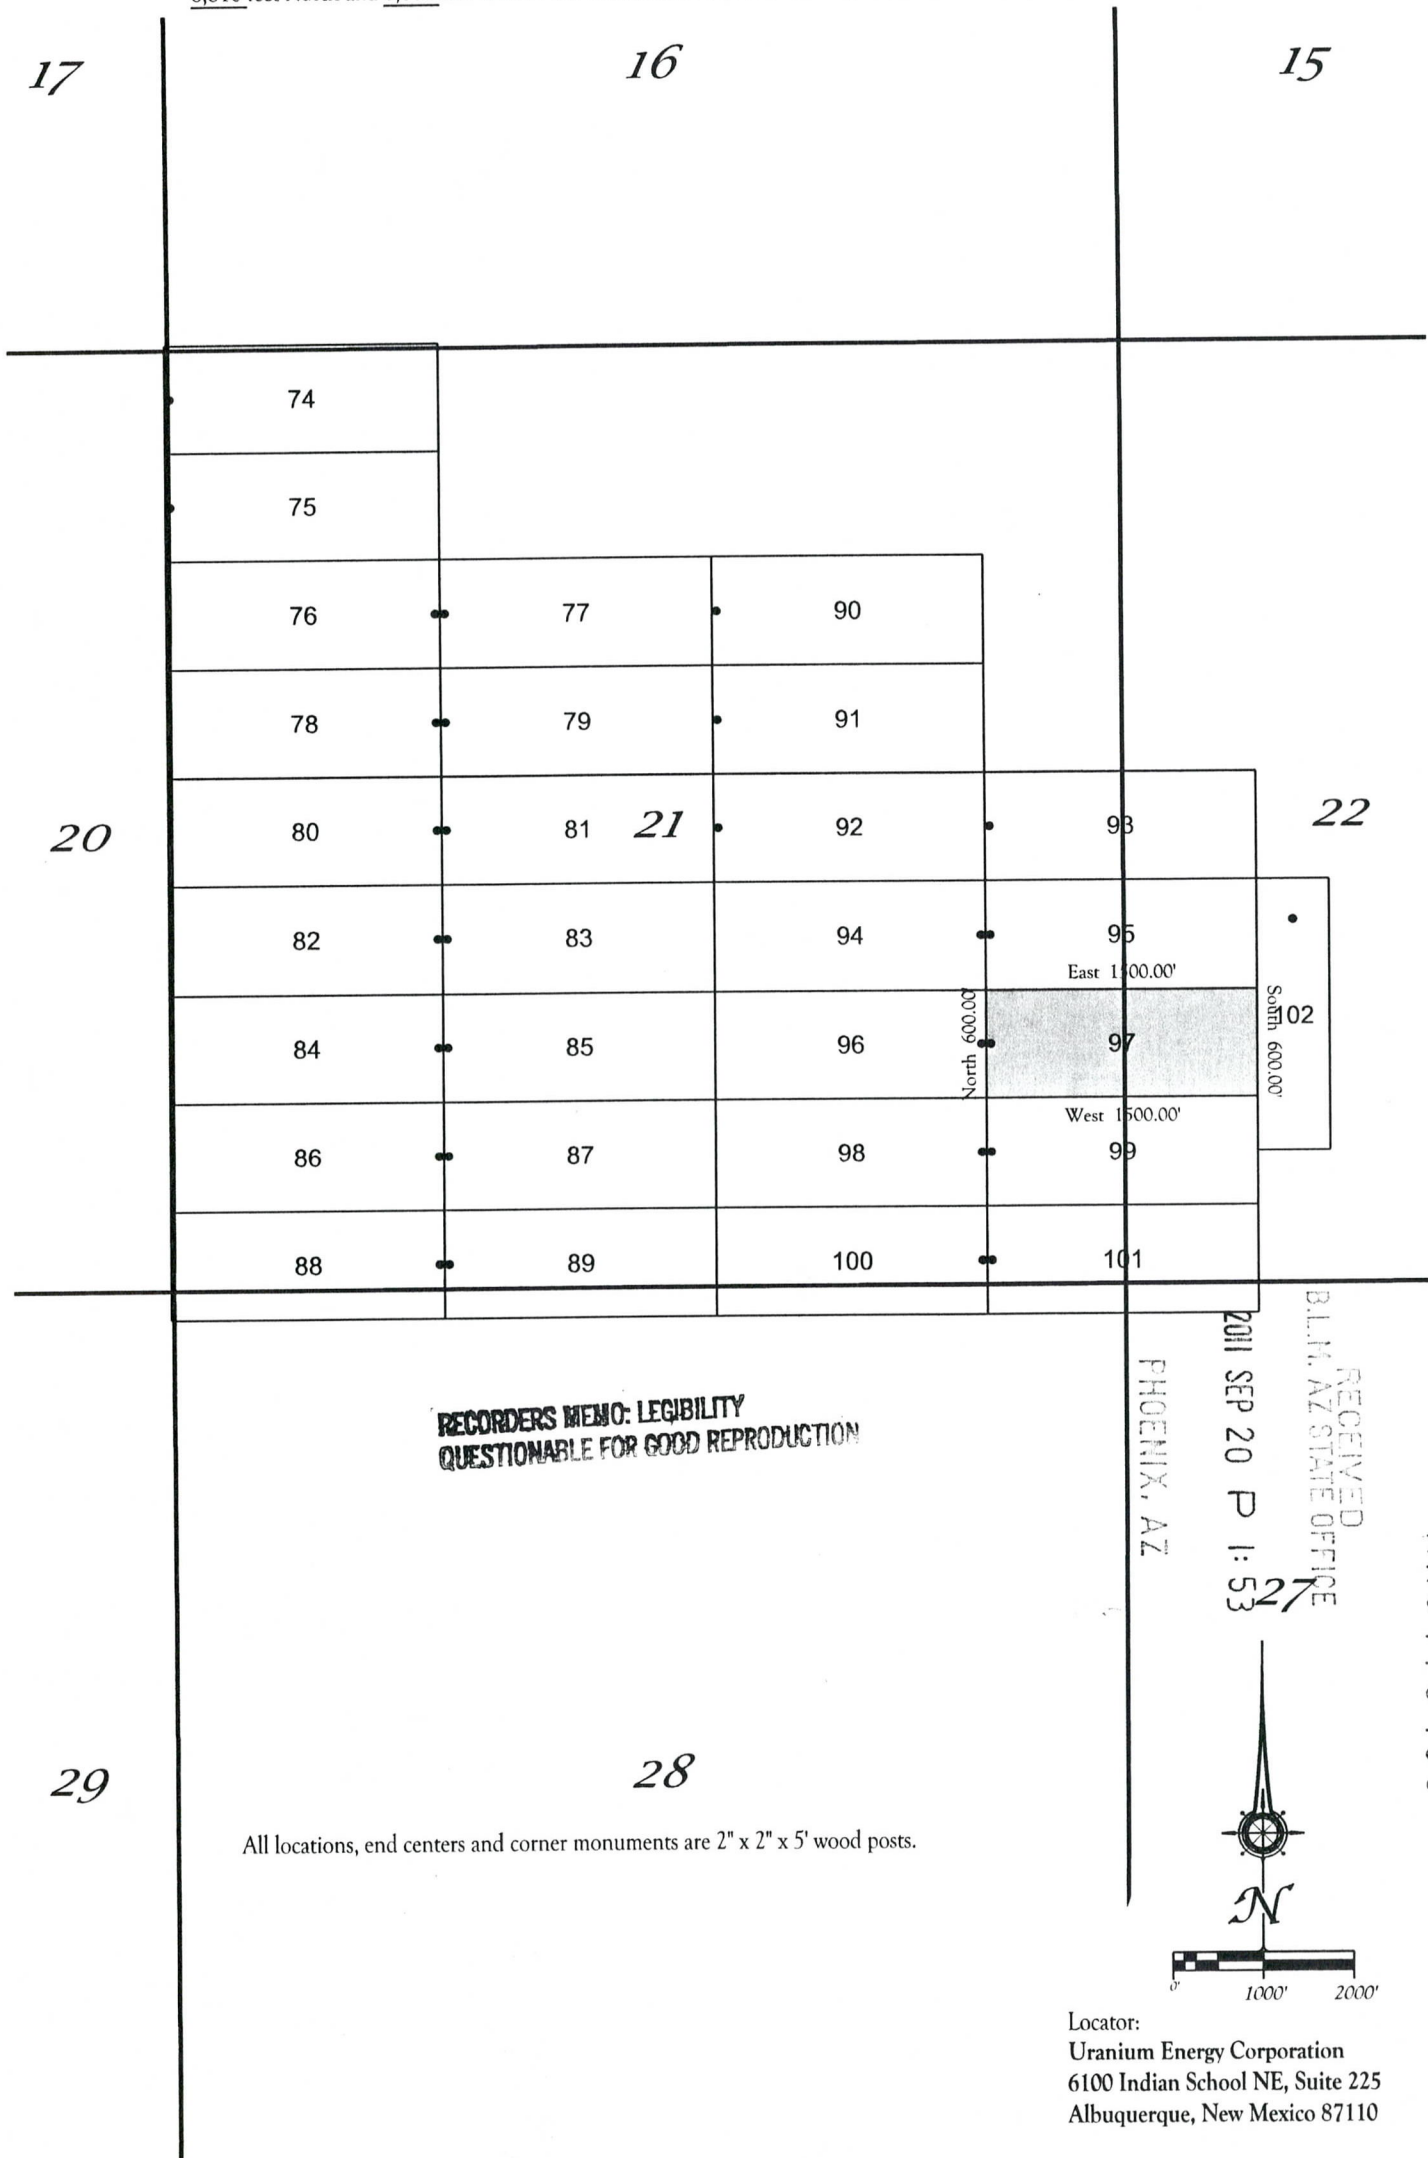 17 16 15
74
75
76 77 90
78 79 91
20 80 81 21 92 93 22
82 83 94 95
East 1500.00'
North 600.00'
South 600.00'
102
84 85 96 97
West 1500.00'
86 87 98 99
88 89 100 101
RECORDERS MEMO: LEGIBILITY
QUESTIONABLE FOR GOOD REPRODUCTION
RECEIVED
B.L.M. AZ STATE OFFICE
2011 SEP 20 P 1:53
PHOENIX, AZ
27
29 28
All locations, end centers and corner monuments are 2" x 2" x 5' wood posts.
N
0' 1000' 2000'
Locator:
Uranium Energy Corporation
6100 Indian School NE, Suite 225
Albuquerque, New Mexico 87110